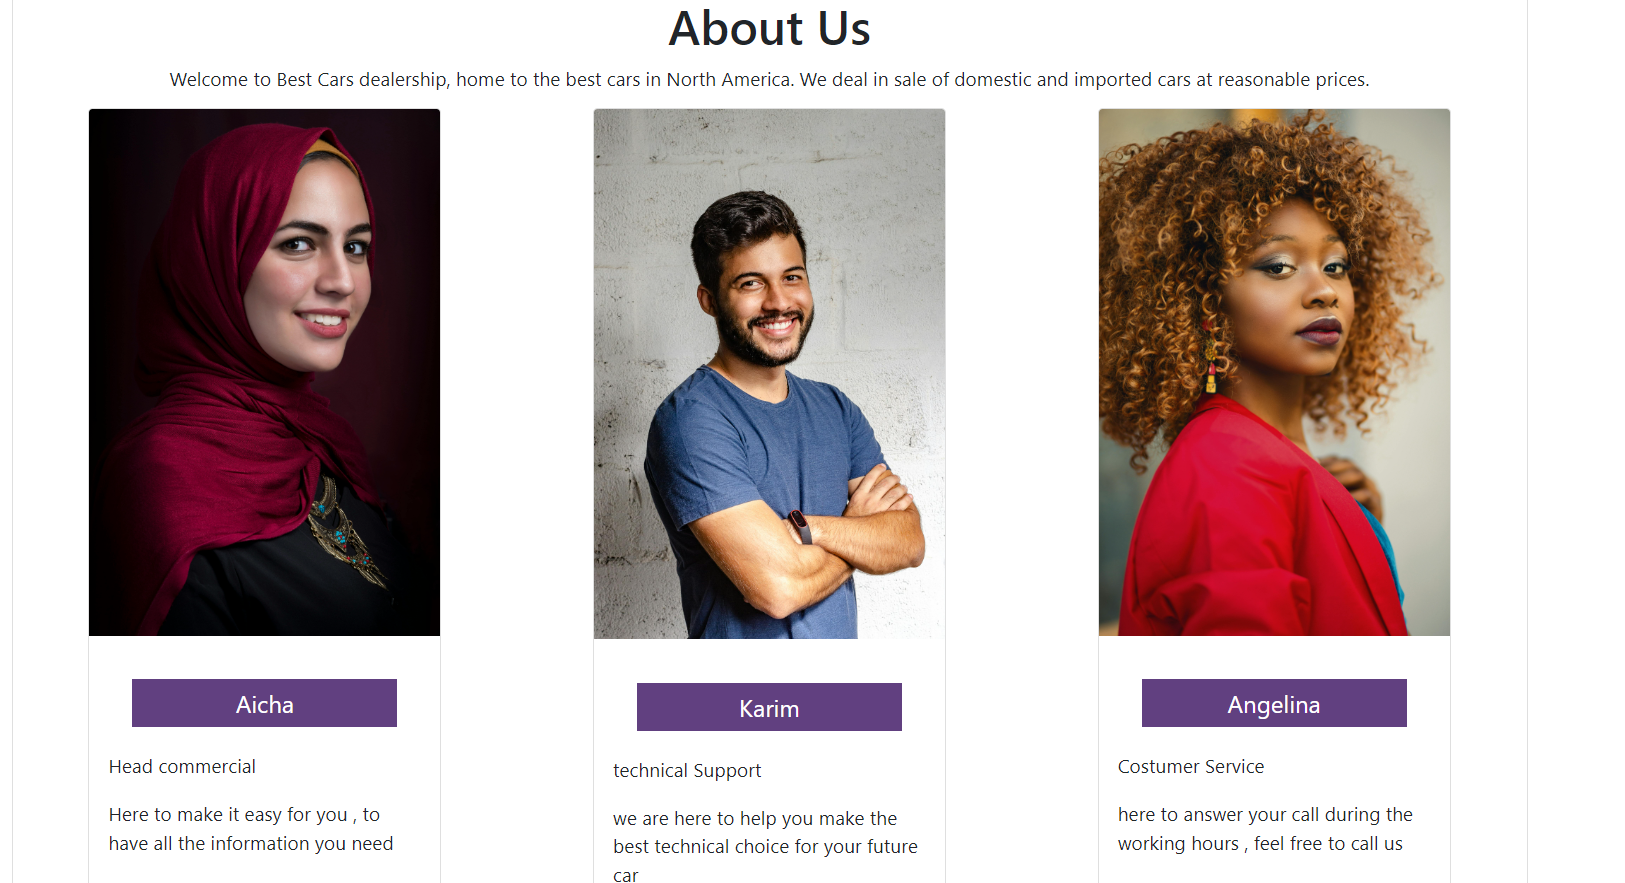 About Us
Welcome to Best Cars dealership, home to the best cars in North America. We deal in sale of domestic and imported cars at reasonable prices.
Aicha
Head commercial
Here to make it easy for you , to
have all the information you need
Karim
technical Support
we are here to help you make the
best technical choice for your future
car
Angelina
Costumer Service
here to answer your call during the
working hours , feel free to call us